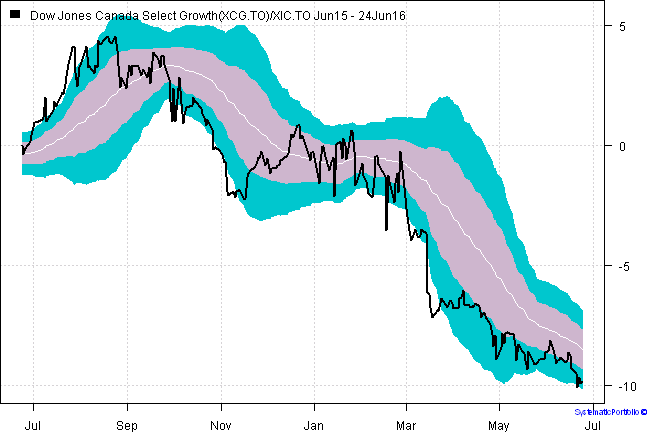 Dow Jones Canada Select Growth(XCG.TO)/XIC.TO Jun15 - 24Jun16
5
0
-5
-10
SystematicPortfolio ©
Jul Sep Nov Jan Mar May Jul